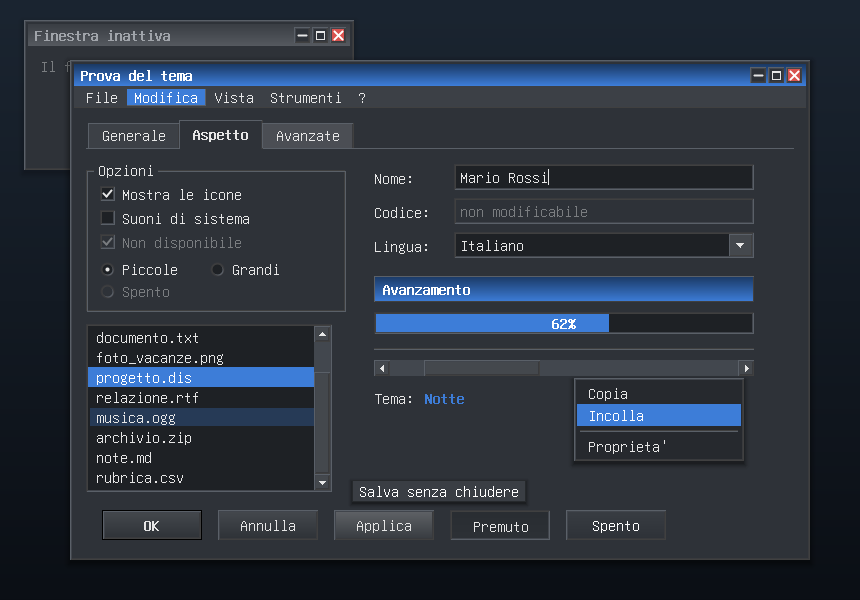 Finestra inattiva
Il f
Prova del tema
File Modifica Vista Strumenti ?
Generale Aspetto Avanzate
Opzioni
Mostra le icone
Suoni di sistema
Non disponibile
Piccole Grandi
Spento
Nome: Mario Rossi
Codice: non modificabile
Lingua: Italiano
Avanzamento
62%
documento.txt
foto_vacanze.png
progetto.dis
relazione.rtf
musica.ogg
archivio.zip
note.md
rubrica.csv
Tema: Notte
Copia
Incolla
Proprieta'
Salva senza chiudere
OK Annulla Applica Premuto Spento